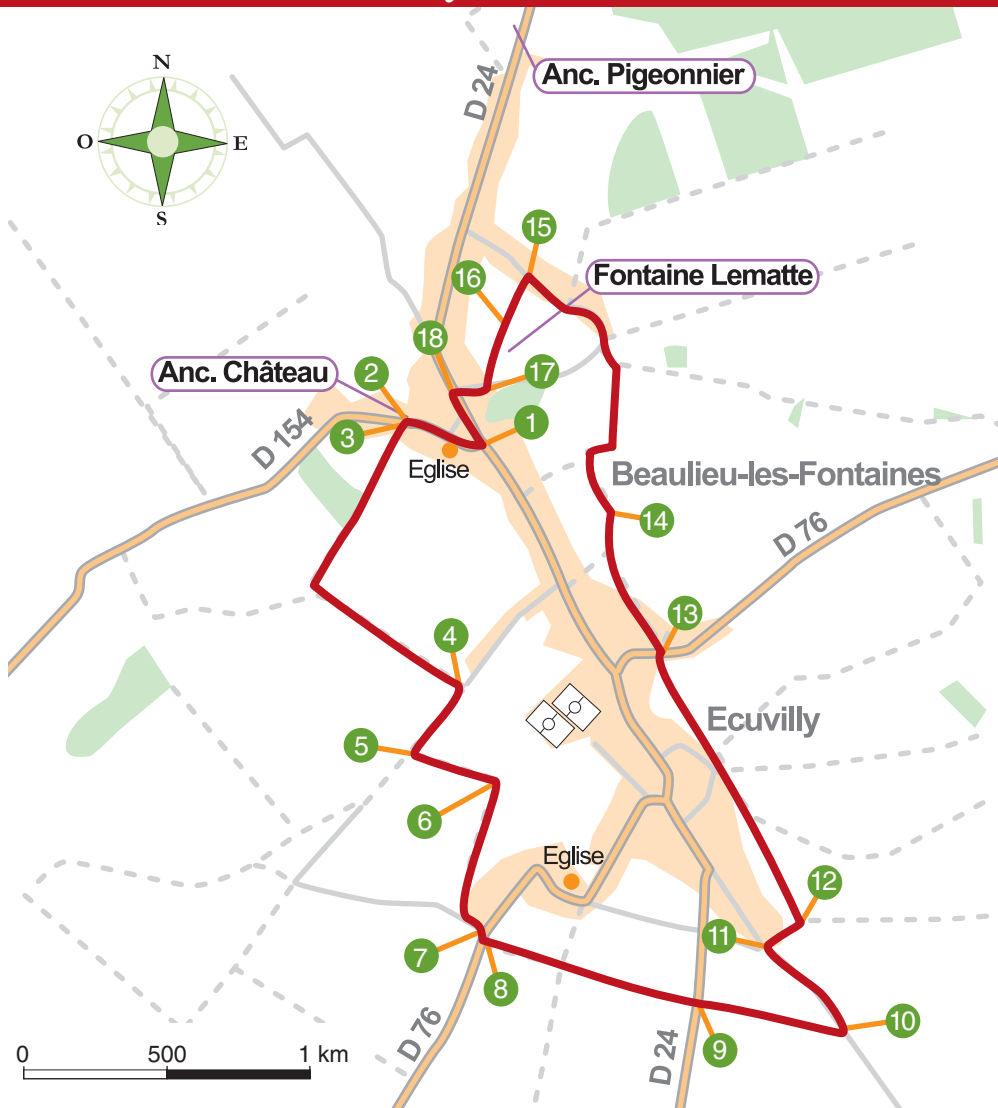 Anc. Pigeonnier
D 24
N
O
E
S
15
Fontaine Lematte
16
18
Anc. Château
2
17
1
3
D 154
Eglise
Beaulieu-les-Fontaines
14
D 76
13
4
Ecuvilly
5
6
Eglise
12
11
7
8
10
9
D 76
D 24
0
500
1 km